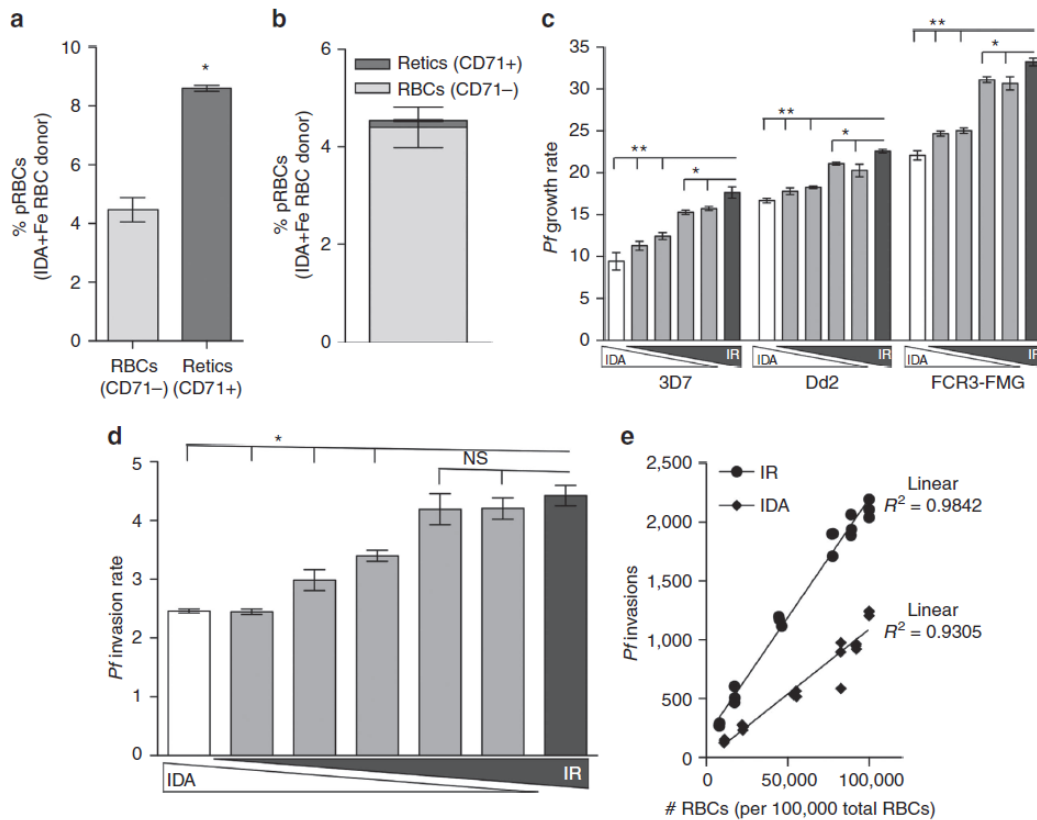 a
10
8
6
4
2
0
% pRBCs
(IDA+Fe RBC donor)
*
RBCs
(CD71–)
Retics
(CD71+)
b
6
4
6
0
% pRBCs
(IDA+Fe RBC donor)
Retics (CD71+)
RBCs (CD71–)
c
35
30
25
20
15
10
5
0
Pf growth rate
**
*
**
*
**
*
IDA
IR
IDA
IR
IDA
IR
3D7
Dd2
FCR3-FMG
d
5
4
3
2
1
0
Pf invasion rate
*
NS
IDA
IR
e
2,500
2,000
1,500
1,000
500
0
Pf invasions
IR
IDA
Linear
R² = 0.9842
Linear
R² = 0.9305
0
50,000
100,000
# RBCs (per 100,000 total RBCs)